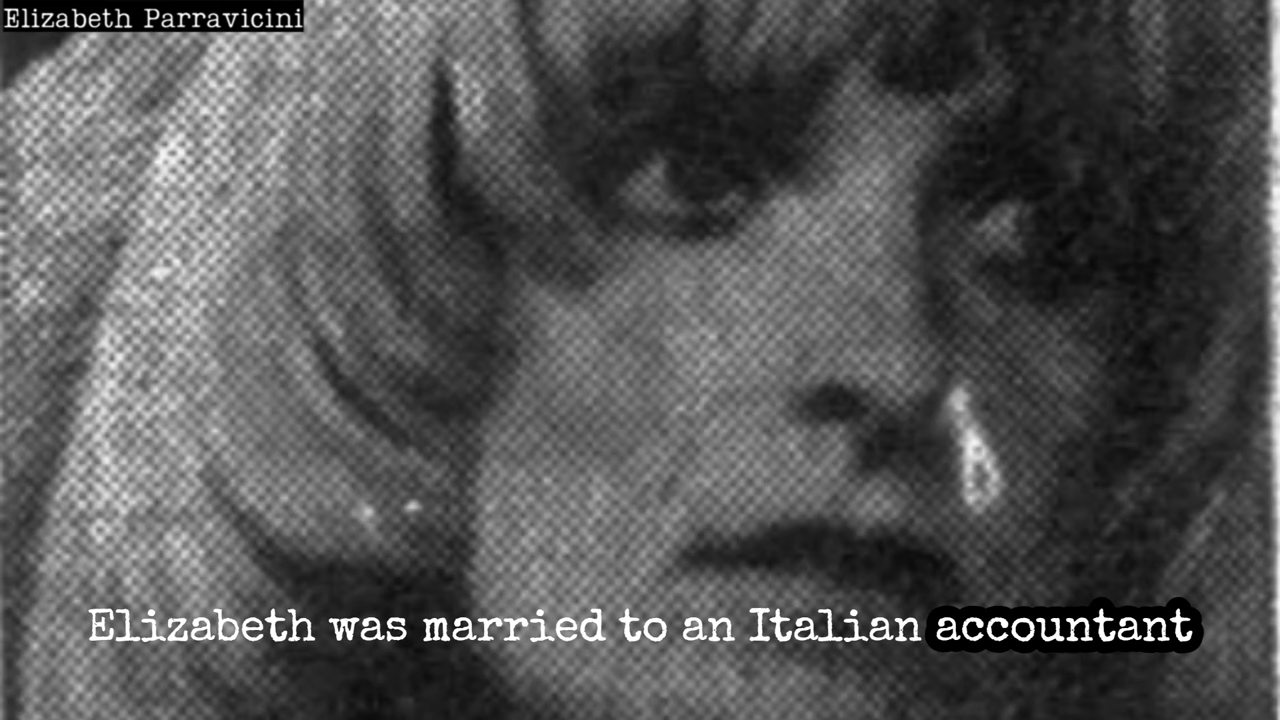 Elizabeth Parravicini
Elizabeth was married to an Italian accountant